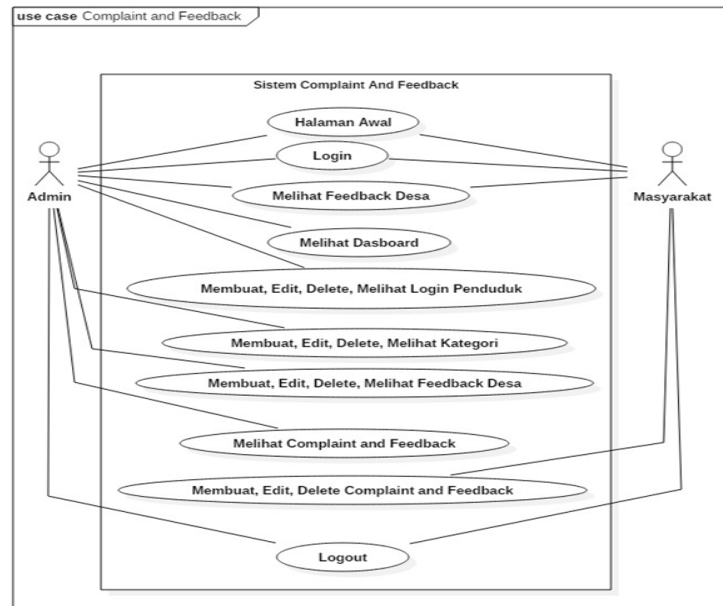 use case Complaint and Feedback
Sistem Complaint And Feedback
Halaman Awal
Login
Melihat Feedback Desa
Admin
Masyarakat
Melihat Dasboard
Membuat, Edit, Delete, Melihat Login Penduduk
Membuat, Edit, Delete, Melihat Kategori
Membuat, Edit, Delete, Melihat Feedback Desa
Melihat Complaint and Feedback
Membuat, Edit, Delete Complaint and Feedback
Logout